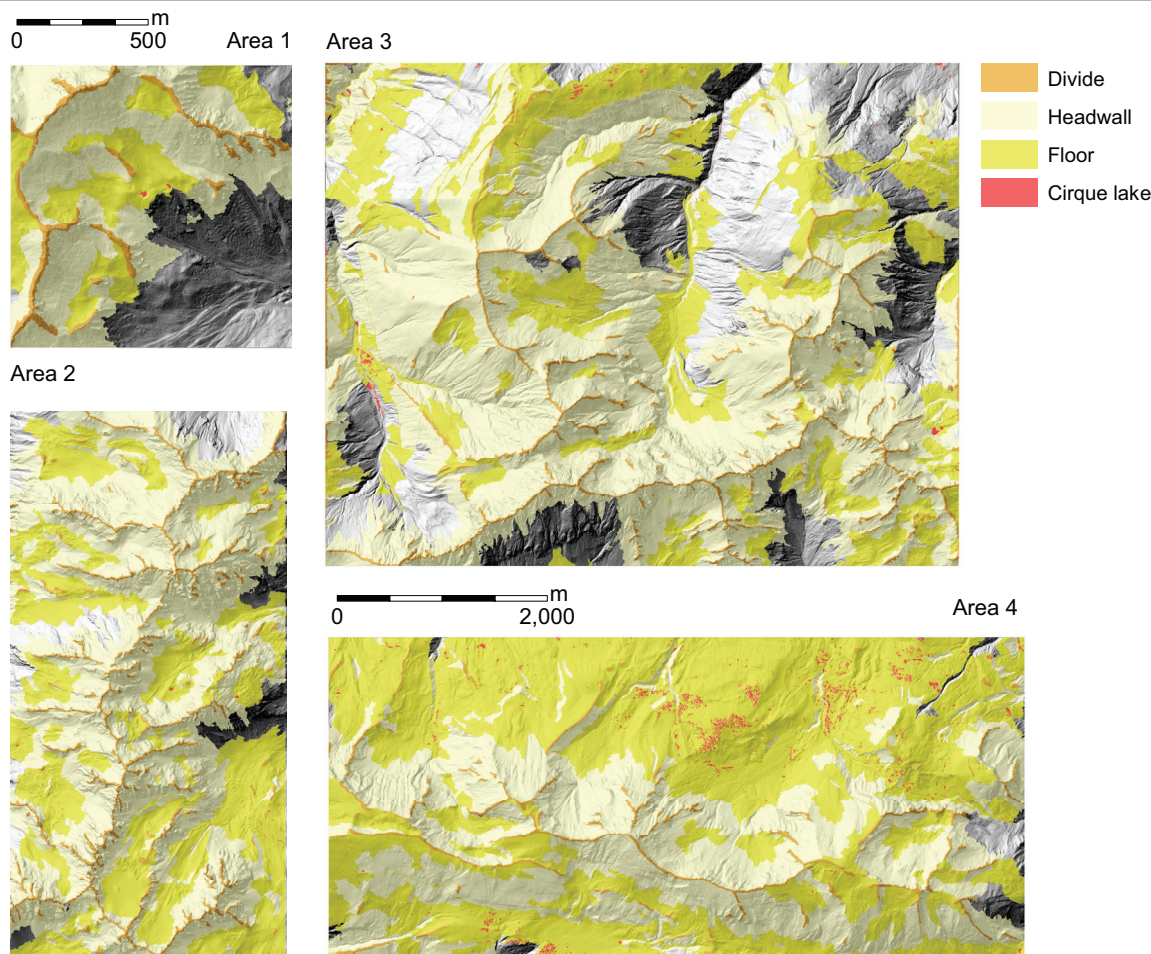 m
0 500
Area 1
Area 3
Divide
Headwall
Floor
Cirque lake
Area 2
m
0 2,000
Area 4